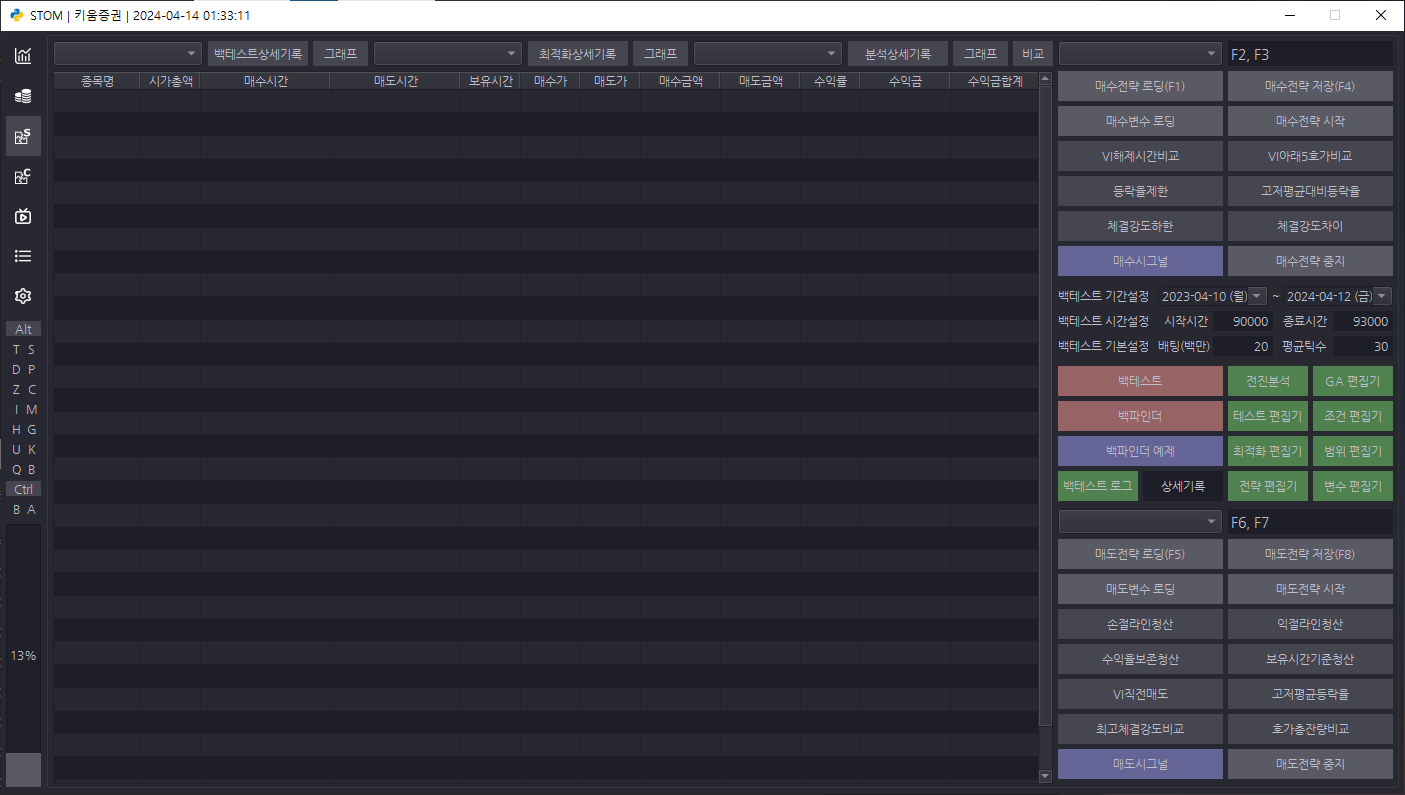 STOM | 키움증권 | 2024-04-14 01:33:11
백테스트상세기록 그래프 최적화상세기록 그래프 분석상세기록 그래프 비교 F2, F3
종목명 시가총액 매수시간 매도시간 보유시간 매수가 매도가 매수금액 매도금액 수익률 수익금 수익금합계
매수전략 로딩(F1) 매수전략 저장(F4)
매수변수 로딩 매수전략 시작
VI해제시간비교 VI아래5호가비교
등락율제한 고저평균대비등락율
체결강도하한 체결강도차이
매수시그널 매수전략 중지
백테스트 기간설정 2023-04-10 (월) ~ 2024-04-12 (금)
백테스트 시간설정 시작시간 90000 종료시간 93000
백테스트 기본설정 배팅(백만) 20 평균틱수 30
백테스트 전진분석 GA 편집기
백파인더 테스트 편집기 조건 편집기
백파인더 예제 최적화 편집기 범위 편집기
백테스트 로그 상세기록 전략 편집기 변수 편집기
F6, F7
매도전략 로딩(F5) 매도전략 저장(F8)
매도변수 로딩 매도전략 시작
손절라인청산 익절라인청산
수익률보존청산 보유시간기준청산
VI직전매도 고저평균등락율
최고체결강도비교 호가총잔량비교
매도시그널 매도전략 중지
S
C
Alt
T S
D P
Z C
I M
H G
U K
Q B
Ctrl
B A
13%